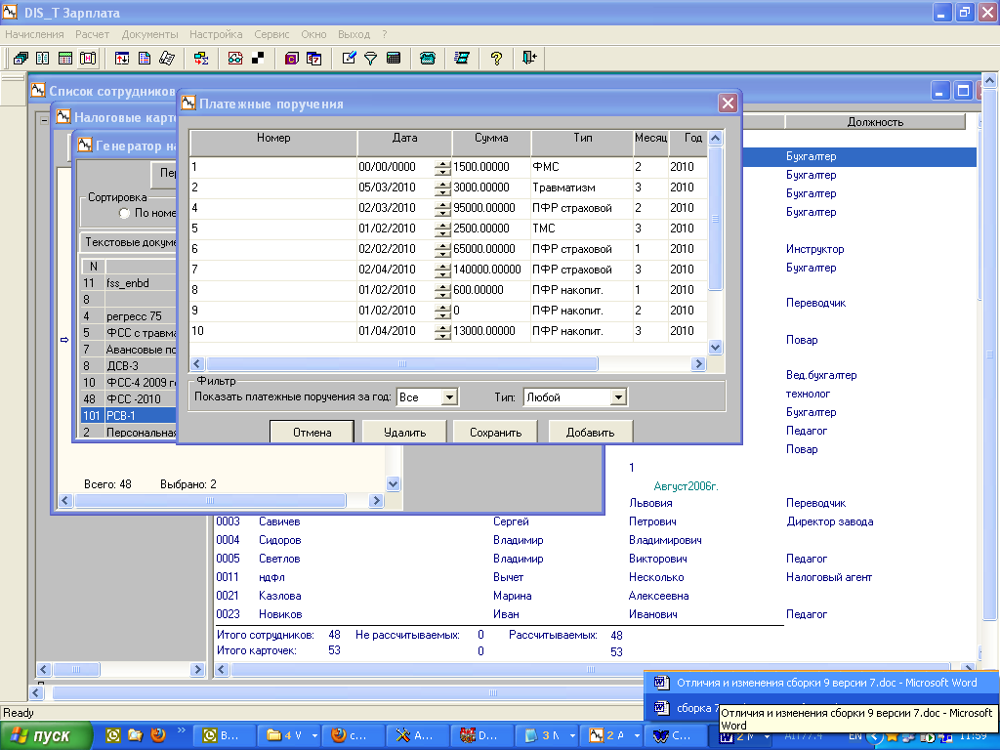 DIS_T Зарплата
Начисления Расчет Документы Настройка Сервис Окно Выход ?
Список сотрудников
Налоговые карто
Генератор на
Платежные поручения
Номер Дата Сумма Тип Месяц Год
1 00/00/0000 1500.00000 ФМС 2 2010
2 05/03/2010 3000.00000 Травматизм 3 2010
4 02/03/2010 95000.00000 ПФР страховой 2 2010
5 01/02/2010 2500.00000 ТМС 3 2010
6 02/02/2010 65000.00000 ПФР страховой 1 2010
7 02/04/2010 140000.00000 ПФР страховой 3 2010
8 01/02/2010 600.00000 ПФР накопит. 1 2010
9 01/02/2010 0 ПФР накопит. 2 2010
10 01/04/2010 13000.00000 ПФР накопит. 3 2010
Фильтр
Показать платежные поручения за год: Все Тип: Любой
Отмена Удалить Сохранить Добавить
Пе
Сортировка
По номе
Текстовые докуме
N
11 fss_enbd
8
4 регресс 75
5 ФСС с травма
7 Авансовые по
8 ДСВ-3
10 ФСС-4 2009 г
48 ФСС -2010
101 РСВ-1
2 Персональная
Всего: 48 Выбрано: 2
Должность
Бухгалтер
Бухгалтер
Бухгалтер
Бухгалтер
Инструктор
Бухгалтер
Переводчик
Повар
Вед.бухгалтер
технолог
Бухгалтер
Педагог
Повар
1
Август2006г.
Львовия Переводчик
0003 Савичев Сергей Петрович Директор завода
0004 Сидоров Владимир Владимирович
0005 Светлов Владимир Викторович Педагог
0011 ндфл Вычет Несколько Налоговый агент
0021 Казлова Марина Алексеевна
0023 Новиков Иван Иванович Педагог
Итого сотрудников: 48 Не рассчитываемых: 0 Рассчитываемых: 48
Итого карточек: 53 0 53
Отличия и изменения сборки 9 версии 7.doc - Microsoft Word
сборка 7
Отличия и изменения сборки 9 версии 7.doc - Microsoft
Word
Ready
пуск В... 4 V с... А... D... 3 N 2 А С... 2 EN 11:59